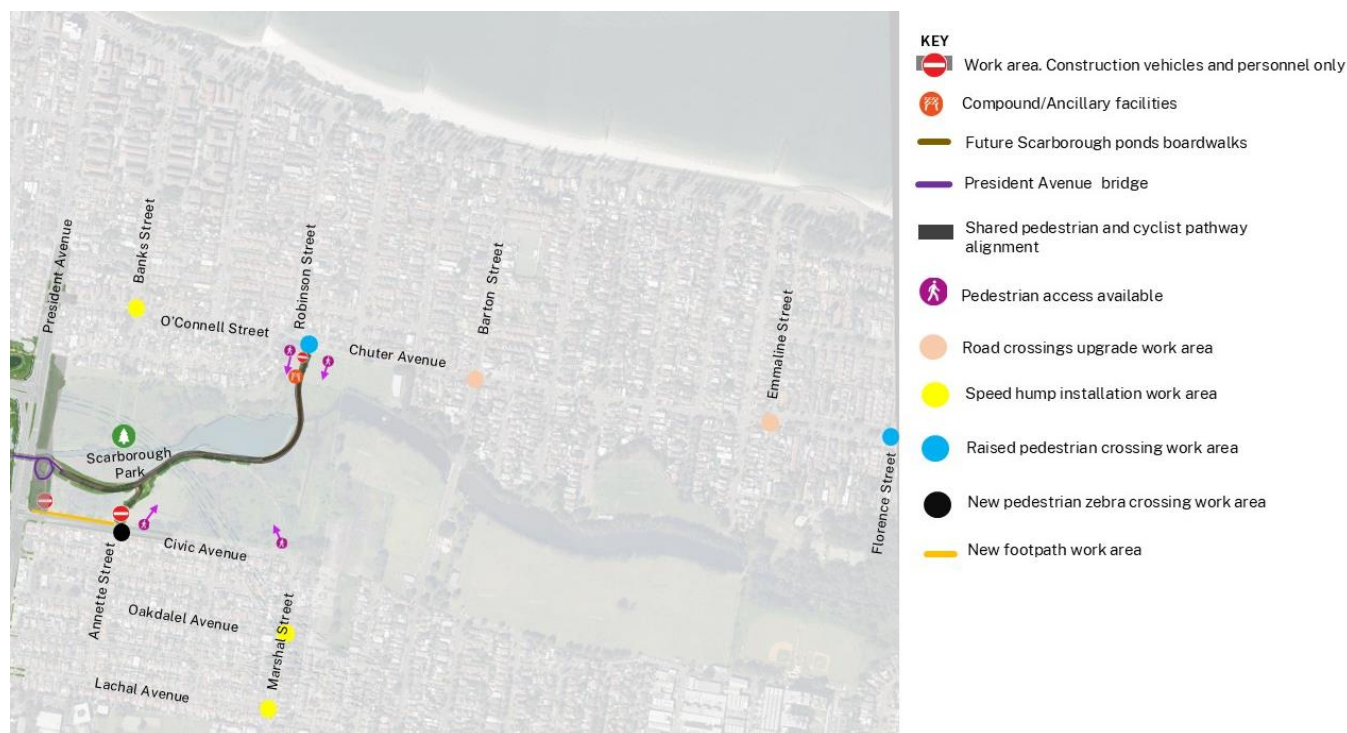 President Avenue
Banks Street
O'Connell Street
Robinson Street
Chuter Avenue
Barton Street
Emmaline Street
Florence Street
Scarborough
Park
Civic Avenue
Annette Street
Oakdalel Avenue
Marshal Street
Lachal Avenue
KEY
Work area. Construction vehicles and personnel only
Compound/Ancillary facilities
Future Scarborough ponds boardwalks
President Avenue bridge
Shared pedestrian and cyclist pathway
alignment
Pedestrian access available
Road crossings upgrade work area
Speed hump installation work area
Raised pedestrian crossing work area
New pedestrian zebra crossing work area
New footpath work area